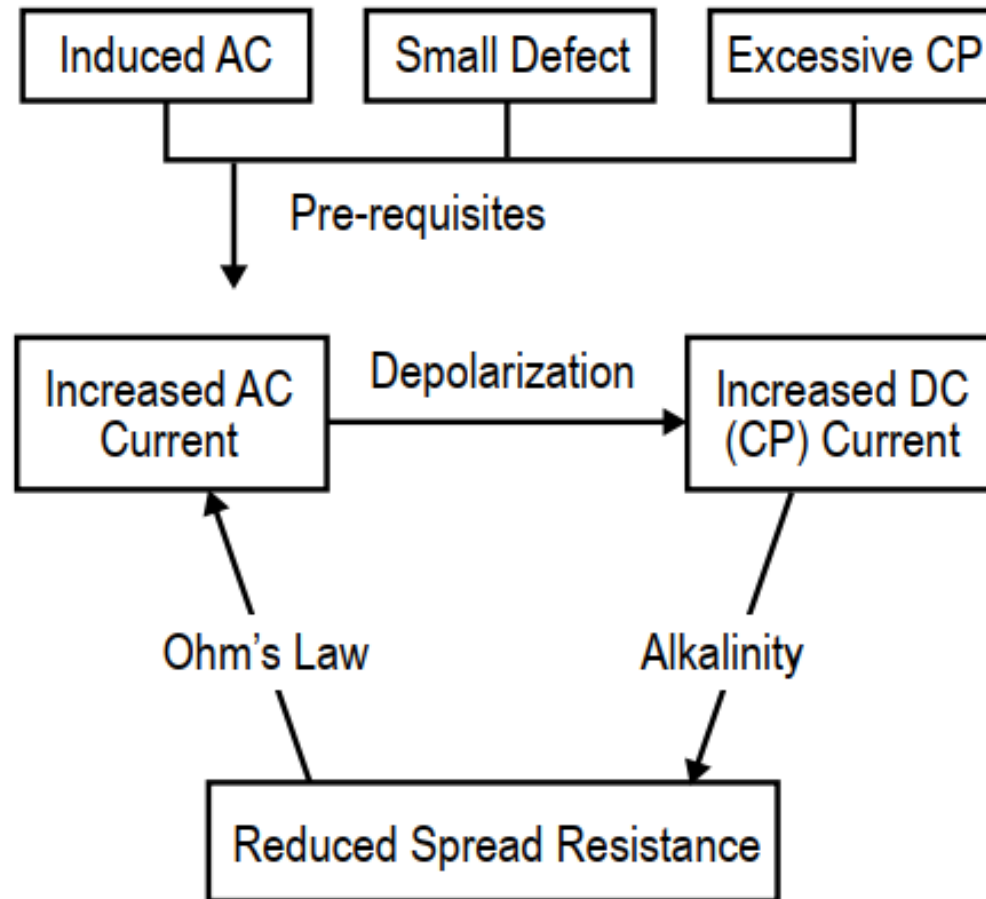 Induced AC
Small Defect
Excessive CP
Pre-requisites
Increased AC
Current
Depolarization
Increased DC
(CP) Current
Ohm's Law
Alkalinity
Reduced Spread Resistance